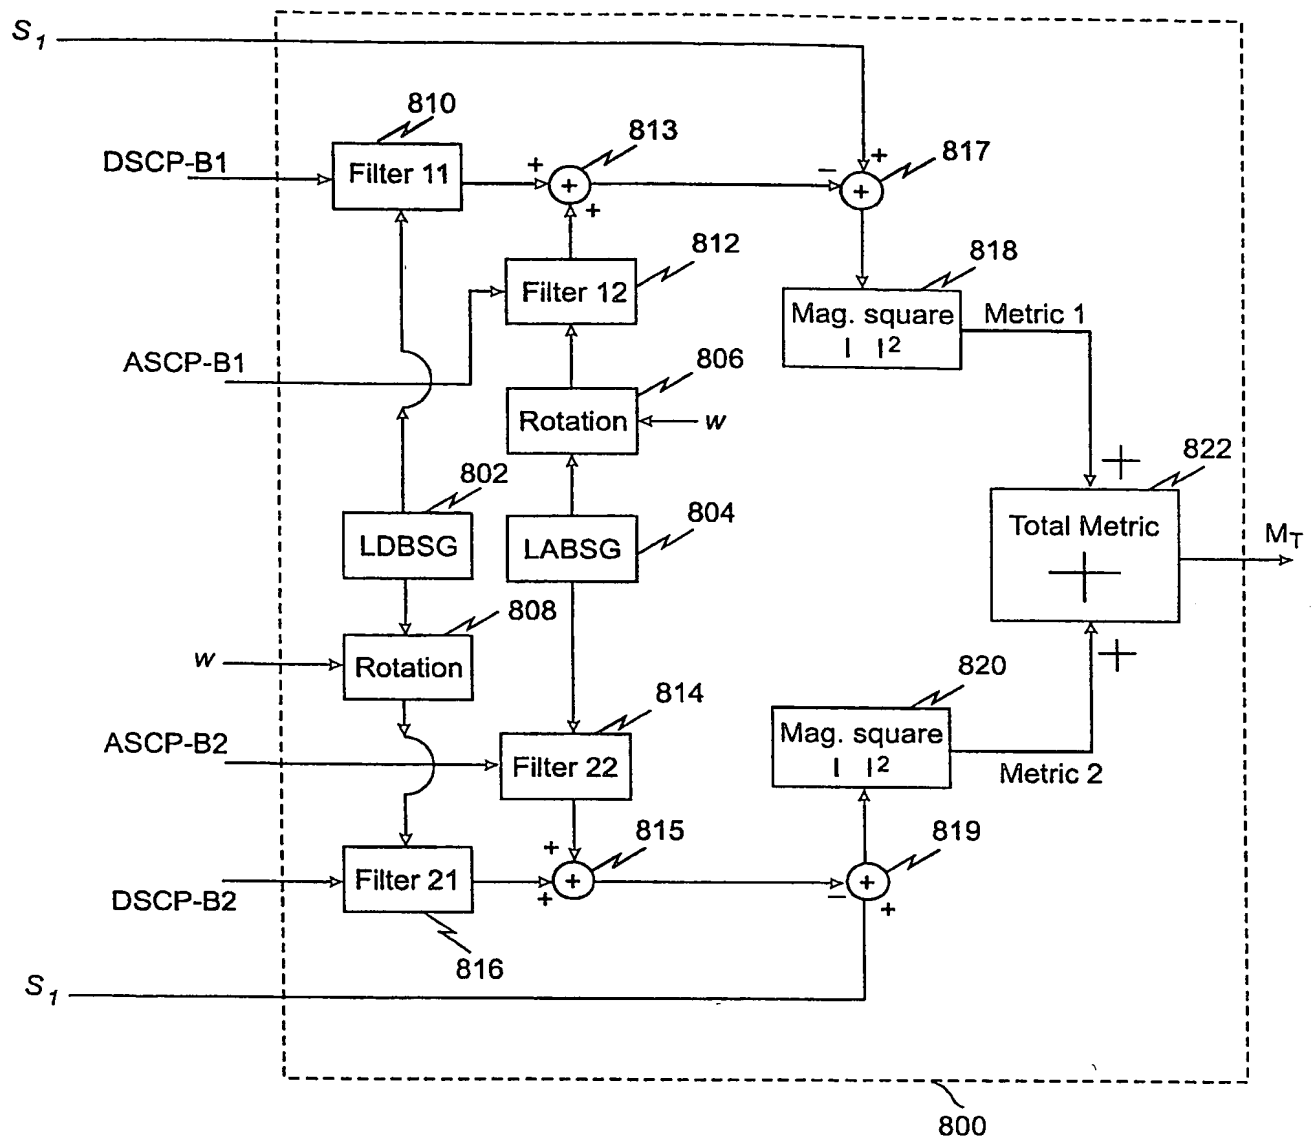 S1
810
813
DSCP-B1
Filter 11
+
+
+
+
−
+
+
817
812
Filter 12
818
Mag. square
| |2
Metric 1
ASCP-B1
806
Rotation
w
802
LDBSG
LABSG
804
+
822
Total Metric
+
MT
808
w
Rotation
+
814
820
ASCP-B2
Filter 22
Mag. square
| |2
Metric 2
815
819
+
DSCP-B2
Filter 21
+
+
−
+
+
816
S1
800